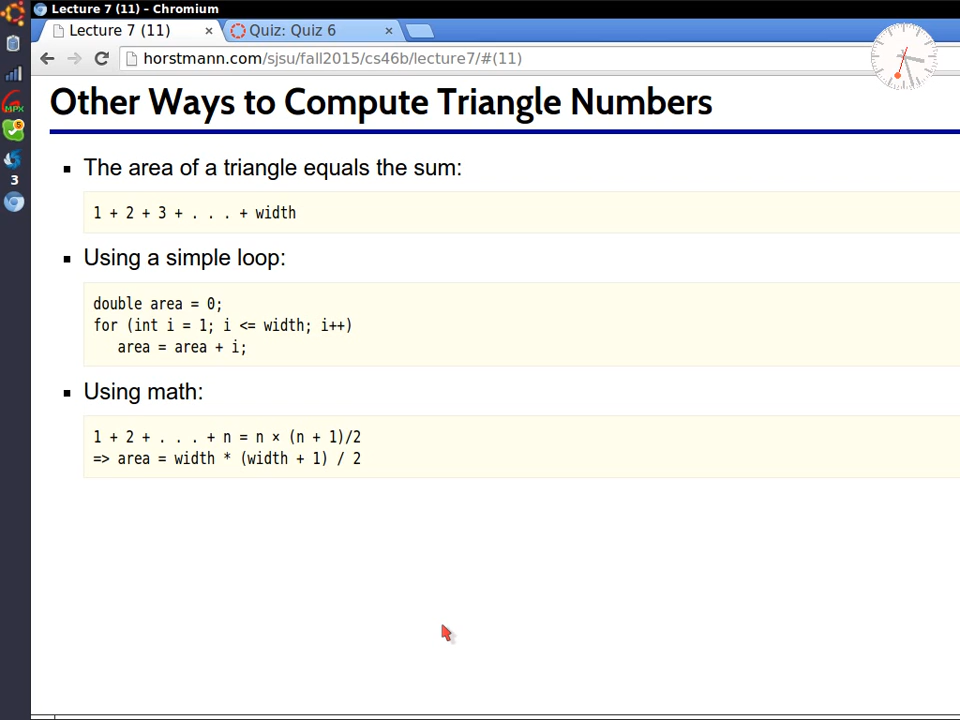 Lecture 7 (11) – Chromium
Lecture 7 (11) × Quiz: Quiz 6 ×
horstmann.com/sjsu/fall2015/cs46b/lecture7/#(11)
MPX
5
3
Other Ways to Compute Triangle Numbers
The area of a triangle equals the sum:
1 + 2 + 3 + . . . + width
Using a simple loop:
double area = 0;
for (int i = 1; i <= width; i++)
area = area + i;
Using math:
1 + 2 + . . . + n = n × (n + 1)/2
=> area = width * (width + 1) / 2